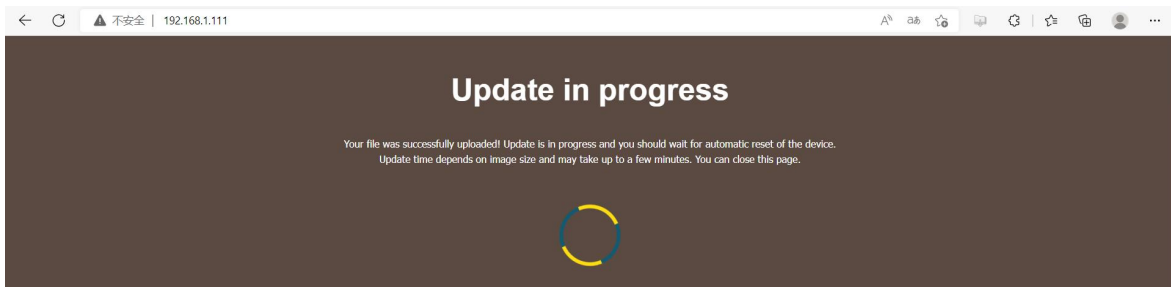 不安全 | 192.168.1.111
Update in progress
Your file was successfully uploaded! Update is in progress and you should wait for automatic reset of the device.
Update time depends on image size and may take up to a few minutes. You can close this page.